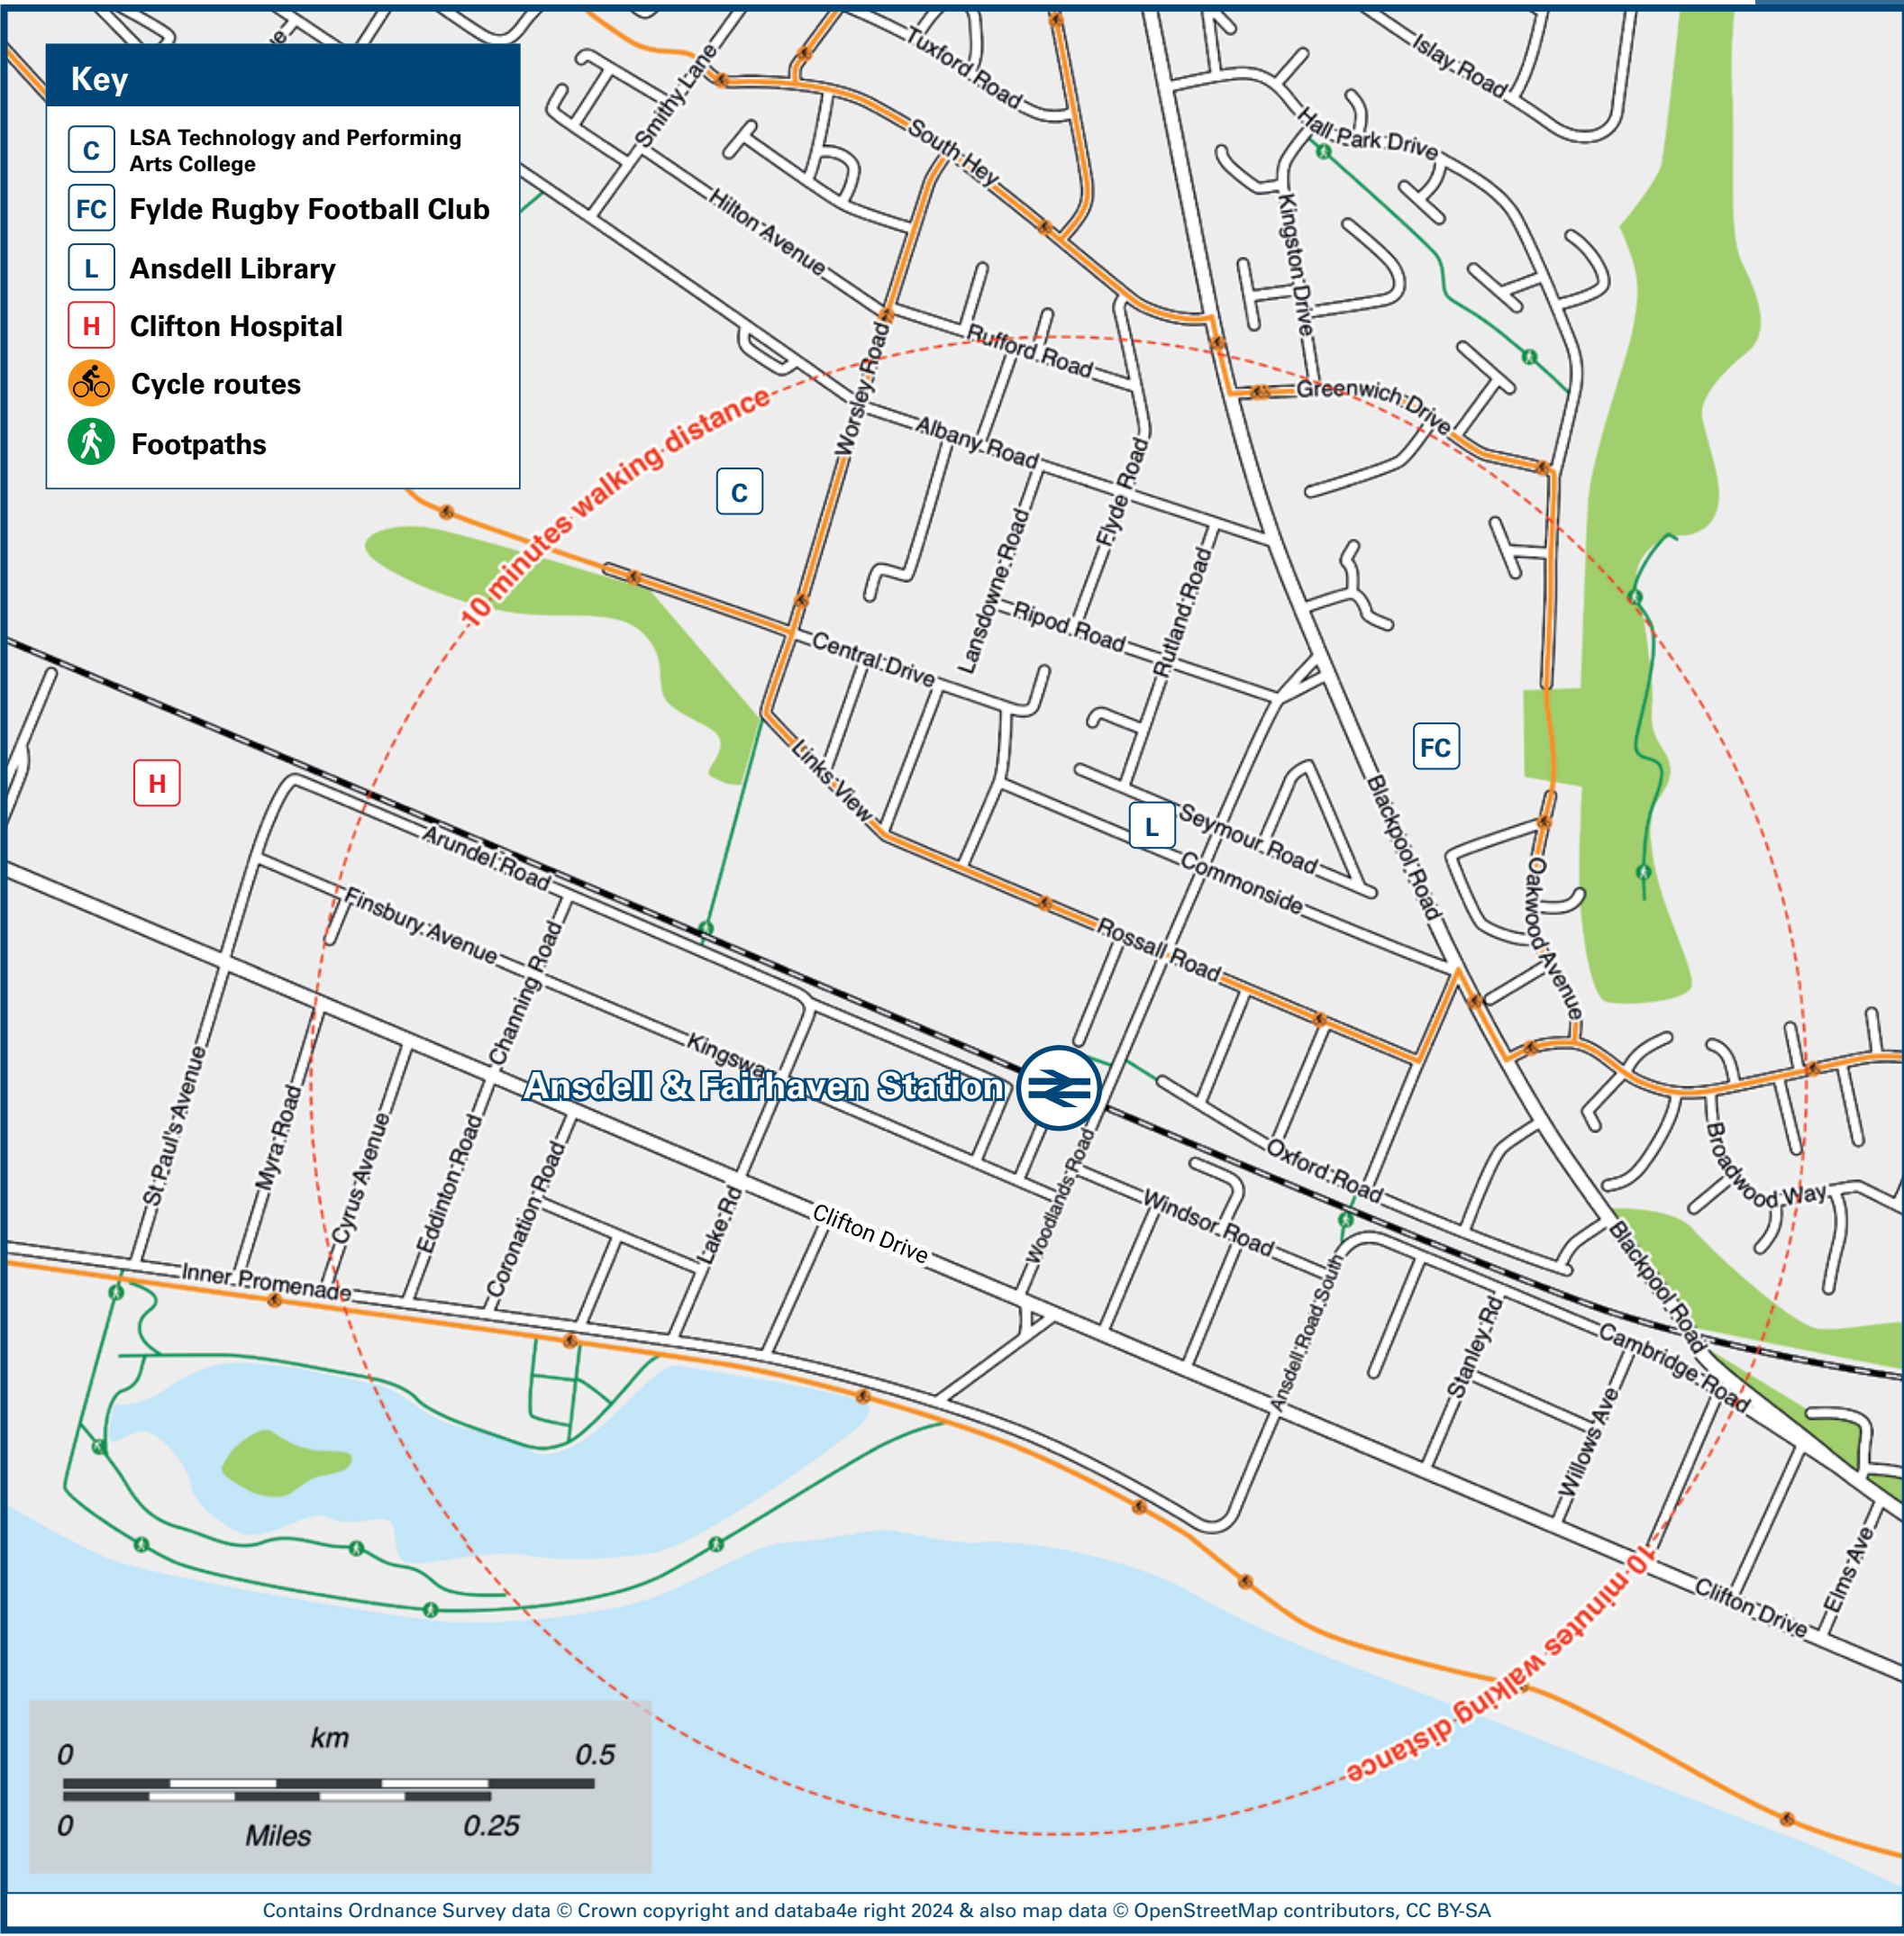 Key
C
LSA Technology and Performing
Arts College
FC
Fylde Rugby Football Club
L
Ansdell Library
H
Clifton Hospital
Cycle routes
Footpaths
Smithy Lane
Tuxford Road
Islay Road
South Hey
Hall Park Drive
Hilton Avenue
Kingston Drive
Rufford Road
Worsley Road
Greenwich Drive
10 minutes walking distance
Albany Road
C
Flyde Road
Lansdowne Road
Rutland Road
Ripod Road
Central Drive
FC
H
Links View
L
Seymour Road
Blackpool Road
Arundel Road
Commonside
Oakwood Avenue
Finsbury Avenue
Channing Road
Rossall Road
Kingsway
Ansdell & Fairhaven Station
St Paul's Avenue
Myra Road
Cyrus Avenue
Eddinton Road
Coronation Road
Lake Rd
Clifton Drive
Woodlands Road
Windsor Road
Oxford Road
Broadwood Way
Blackpool Road
Inner Promenade
Ansdell Road South
Stanley Rd
Cambridge Road
Willows Ave
Clifton Drive
Elms Ave
10 minutes walking distance
km
0 0.5
0 0.25
Miles
Contains Ordnance Survey data © Crown copyright and databa4e right 2024 & also map data © OpenStreetMap contributors, CC BY-SA